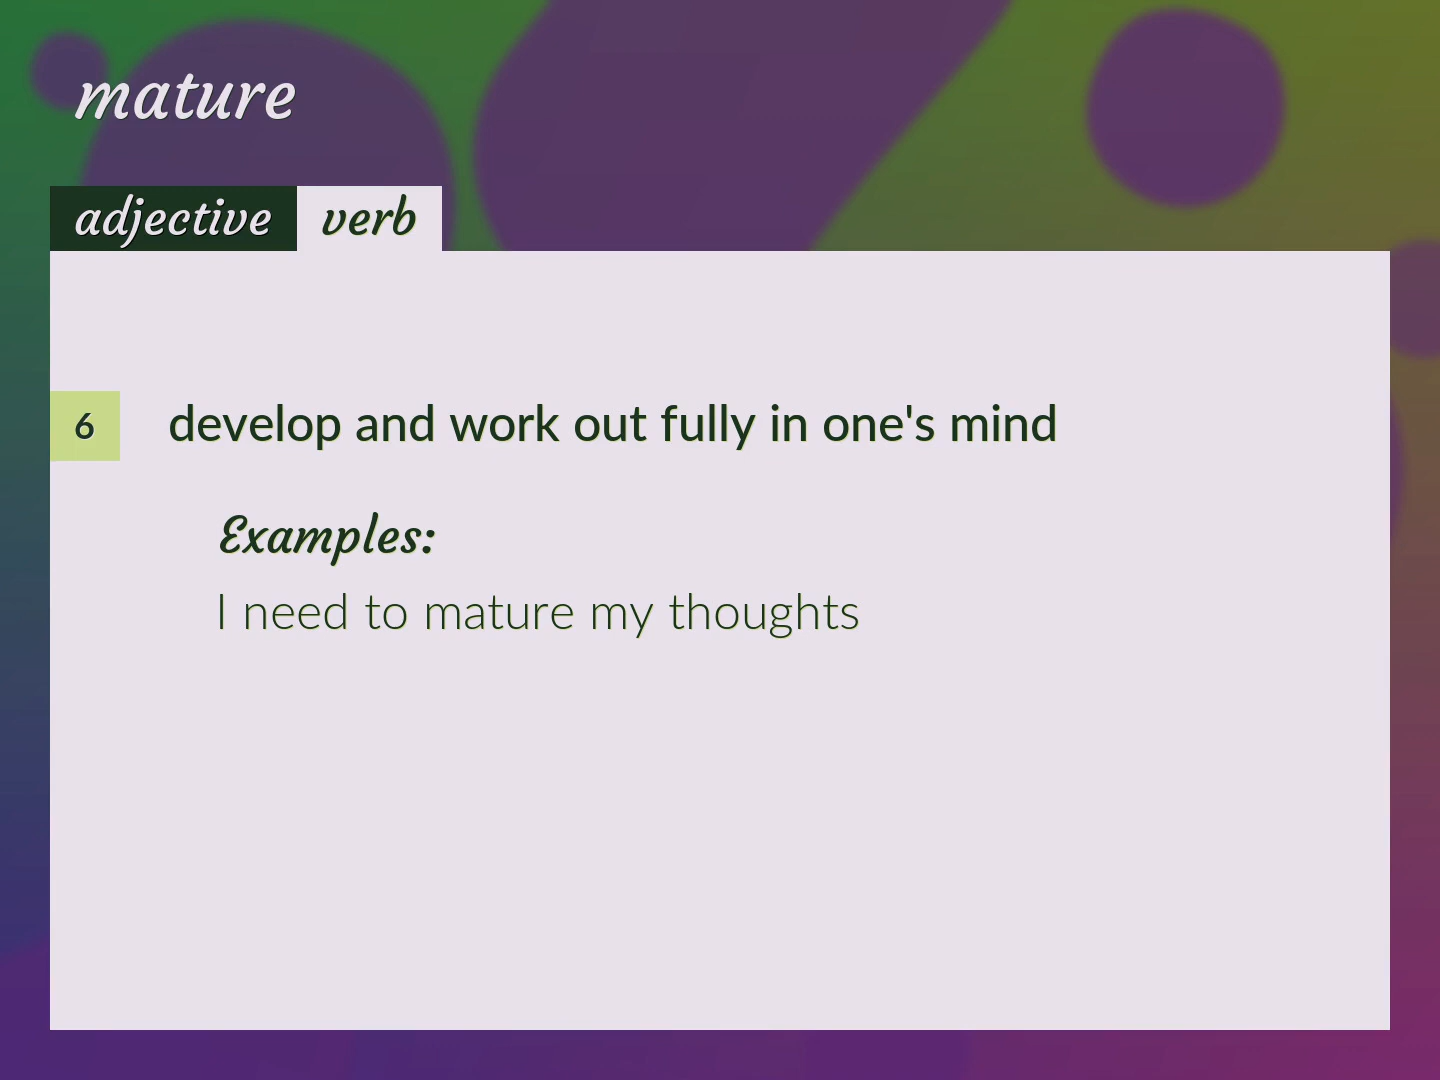 mature
adjective verb
6 develop and work out fully in one's mind
Examples:
I need to mature my thoughts